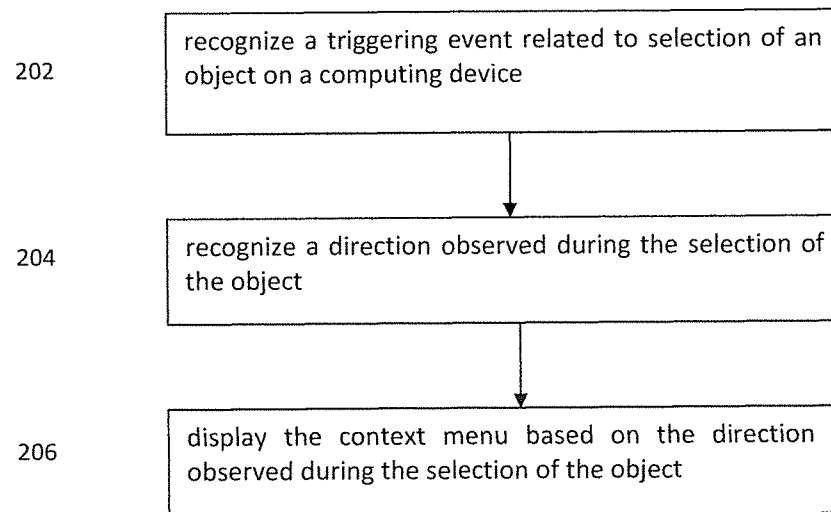 202
recognize a triggering event related to selection of an
object on a computing device
204
recognize a direction observed during the selection of
the object
206
display the context menu based on the direction
observed during the selection of the object